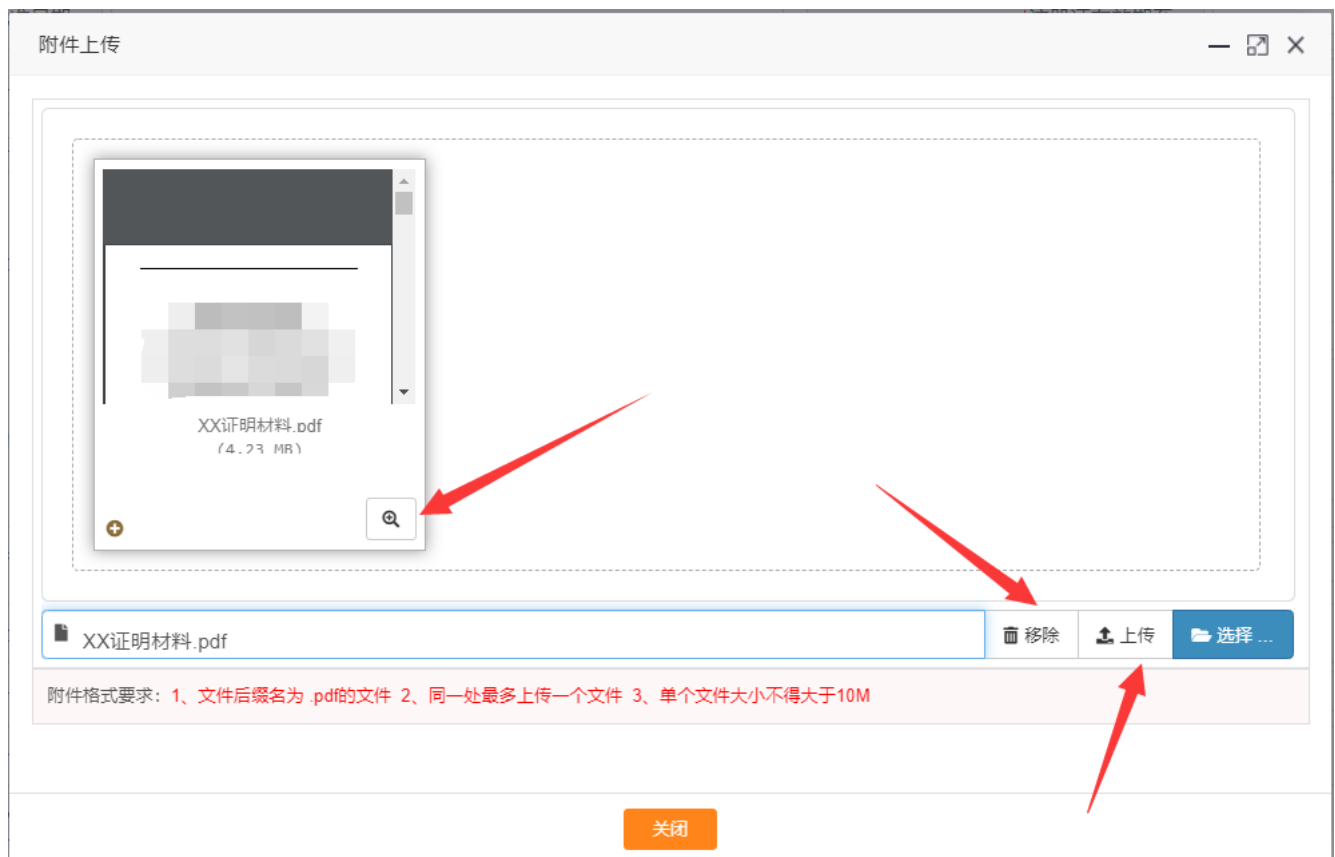 附件上传
XX证明材料.pdf
(4.23 MB)
XX证明材料.pdf
移除
上传
选择 ...
附件格式要求：1、文件后缀名为 .pdf的文件 2、同一处最多上传一个文件 3、单个文件大小不得大于10M
关闭